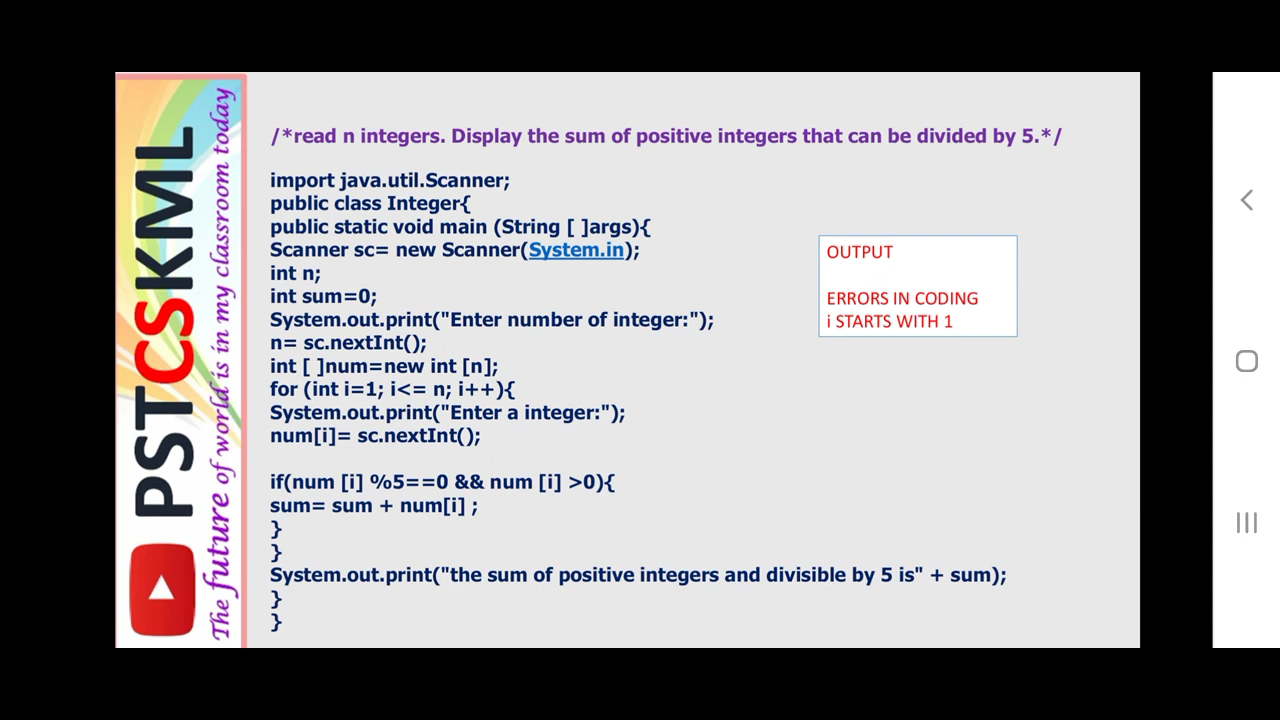 PSTCSKML
The future of world is in my classroom today
/*read n integers. Display the sum of positive integers that can be divided by 5.*/
import java.util.Scanner;
public class Integer{
public static void main (String [ ]args){
Scanner sc= new Scanner(System.in);
int n;
int sum=0;
System.out.print("Enter number of integer:");
n= sc.nextInt();
int [ ]num=new int [n];
for (int i=1; i<= n; i++){
System.out.print("Enter a integer:");
num[i]= sc.nextInt();
if(num [i] %5==0 && num [i] >0){
sum= sum + num[i] ;
}
}
System.out.print("the sum of positive integers and divisible by 5 is" + sum);
}
}
OUTPUT
ERRORS IN CODING
i STARTS WITH 1